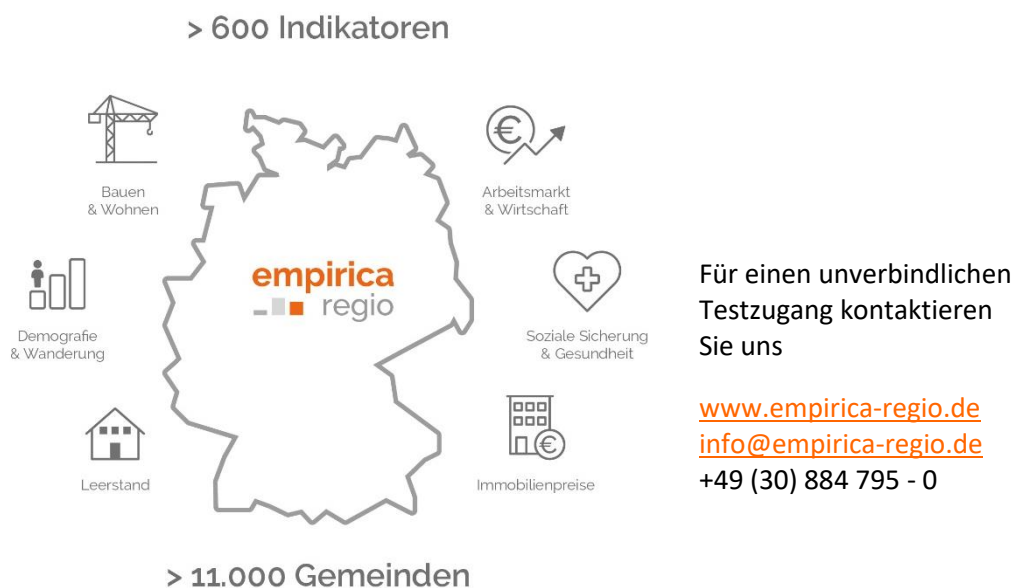 > 600 Indikatoren
Bauen
& Wohnen
Arbeitsmarkt
& Wirtschaft
empirica
regio
Demografie
& Wanderung
Soziale Sicherung
& Gesundheit
Leerstand
Immobilienpreise
> 11.000 Gemeinden
Für einen unverbindlichen
Testzugang kontaktieren
Sie uns
www.empirica-regio.de
info@empirica-regio.de
+49 (30) 884 795 - 0